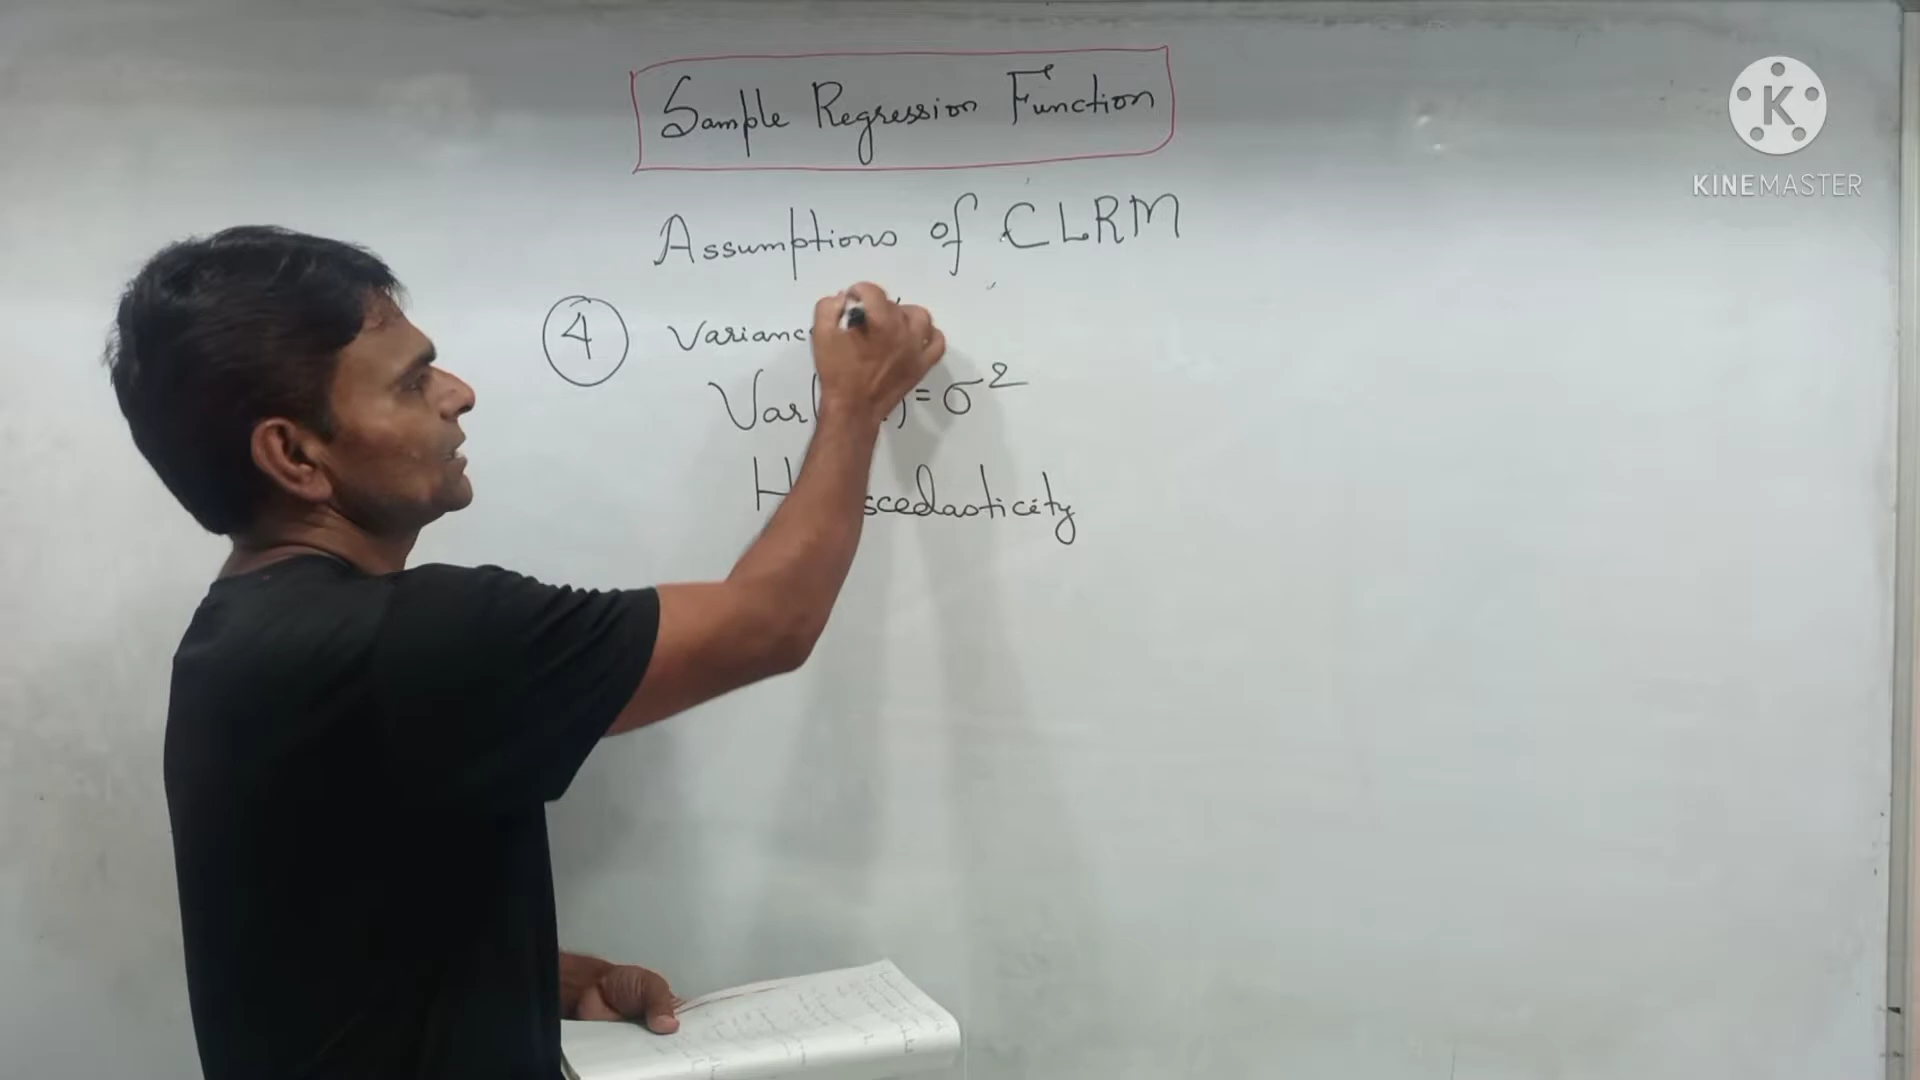 Sample Regression Function
KINEMASTER
Assumptions of CLRM
4 Varianc
Var( ) = σ²
H scedasticity